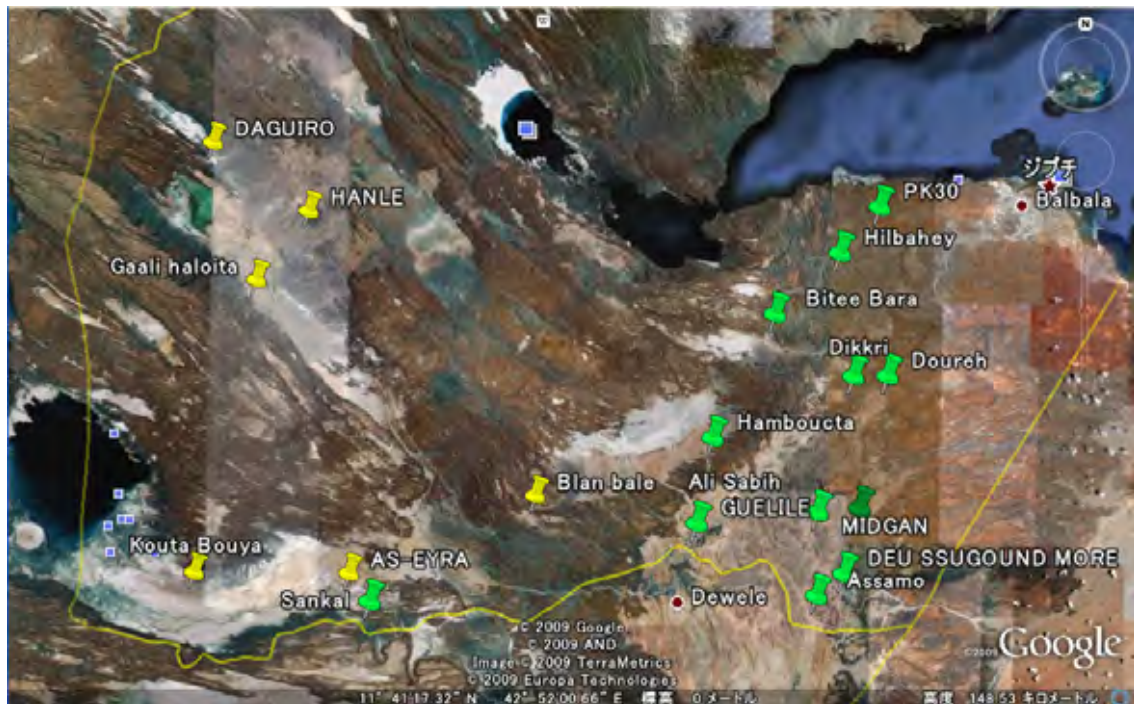 N
DAGUIRO
ジブチ
HANLE
PK30
Balbala
Hilbahey
Gaali haloita
Bitee Bara
Dikkri
Doureh
Hamboucta
Blan bale
Ali Sabih
GUELILE
MIDGAN
Kouta Bouya
AS-EYRA
DEU SSUGOUND MORE
Assamo
Sankal
Dewele
© 2009 Google
© 2009 AND
Image © 2009 TerraMetrics
© 2009 Europa Technologies
©2009 Google
11° 41'17.32" N 42° 52'00.66" E 標高 0 メートル 高度 148.53 キロメートル